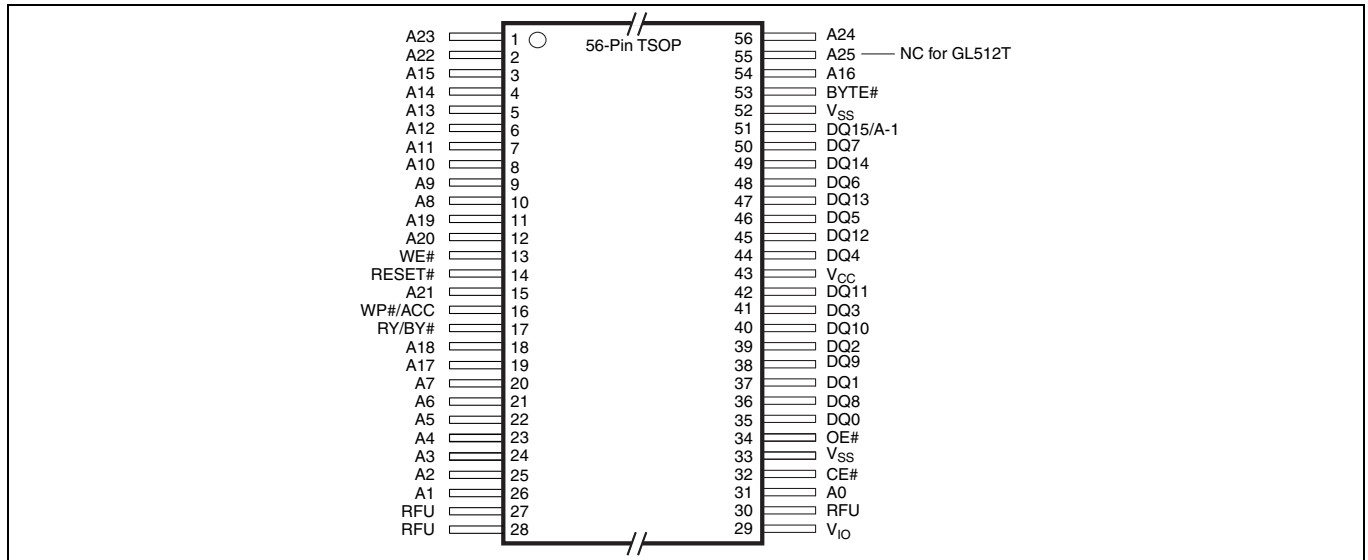 A23 1 56-Pin TSOP 56 A24
A22 2 55 A25 NC for GL512T
A15 3 54 A16
A14 4 53 BYTE#
A13 5 52 VSS
A12 6 51 DQ15/A-1
A11 7 50 DQ7
A10 8 49 DQ14
A9 9 48 DQ6
A8 10 47 DQ13
A19 11 46 DQ5
A20 12 45 DQ12
WE# 13 44 DQ4
RESET# 14 43 VCC
A21 15 42 DQ11
WP#/ACC 16 41 DQ3
RY/BY# 17 40 DQ10
A18 18 39 DQ2
A17 19 38 DQ9
A7 20 37 DQ1
A6 21 36 DQ8
A5 22 35 DQ0
A4 23 34 OE#
A3 24 33 VSS
A2 25 32 CE#
A1 26 31 A0
RFU 27 30 RFU
RFU 28 29 VIO